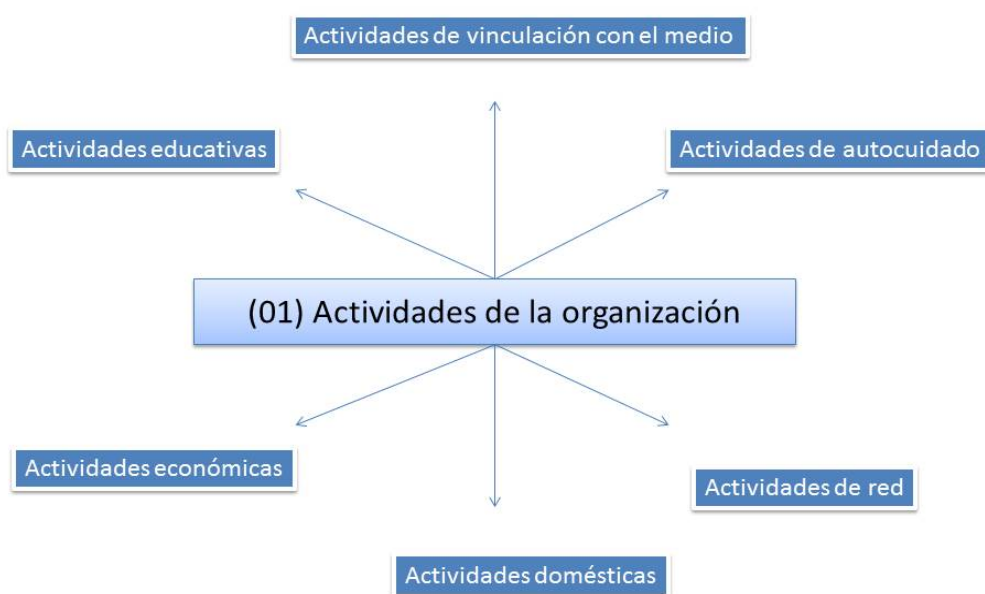 Actividades de vinculación con el medio
Actividades educativas
Actividades de autocuidado
(01) Actividades de la organización
Actividades económicas
Actividades de red
Actividades domésticas